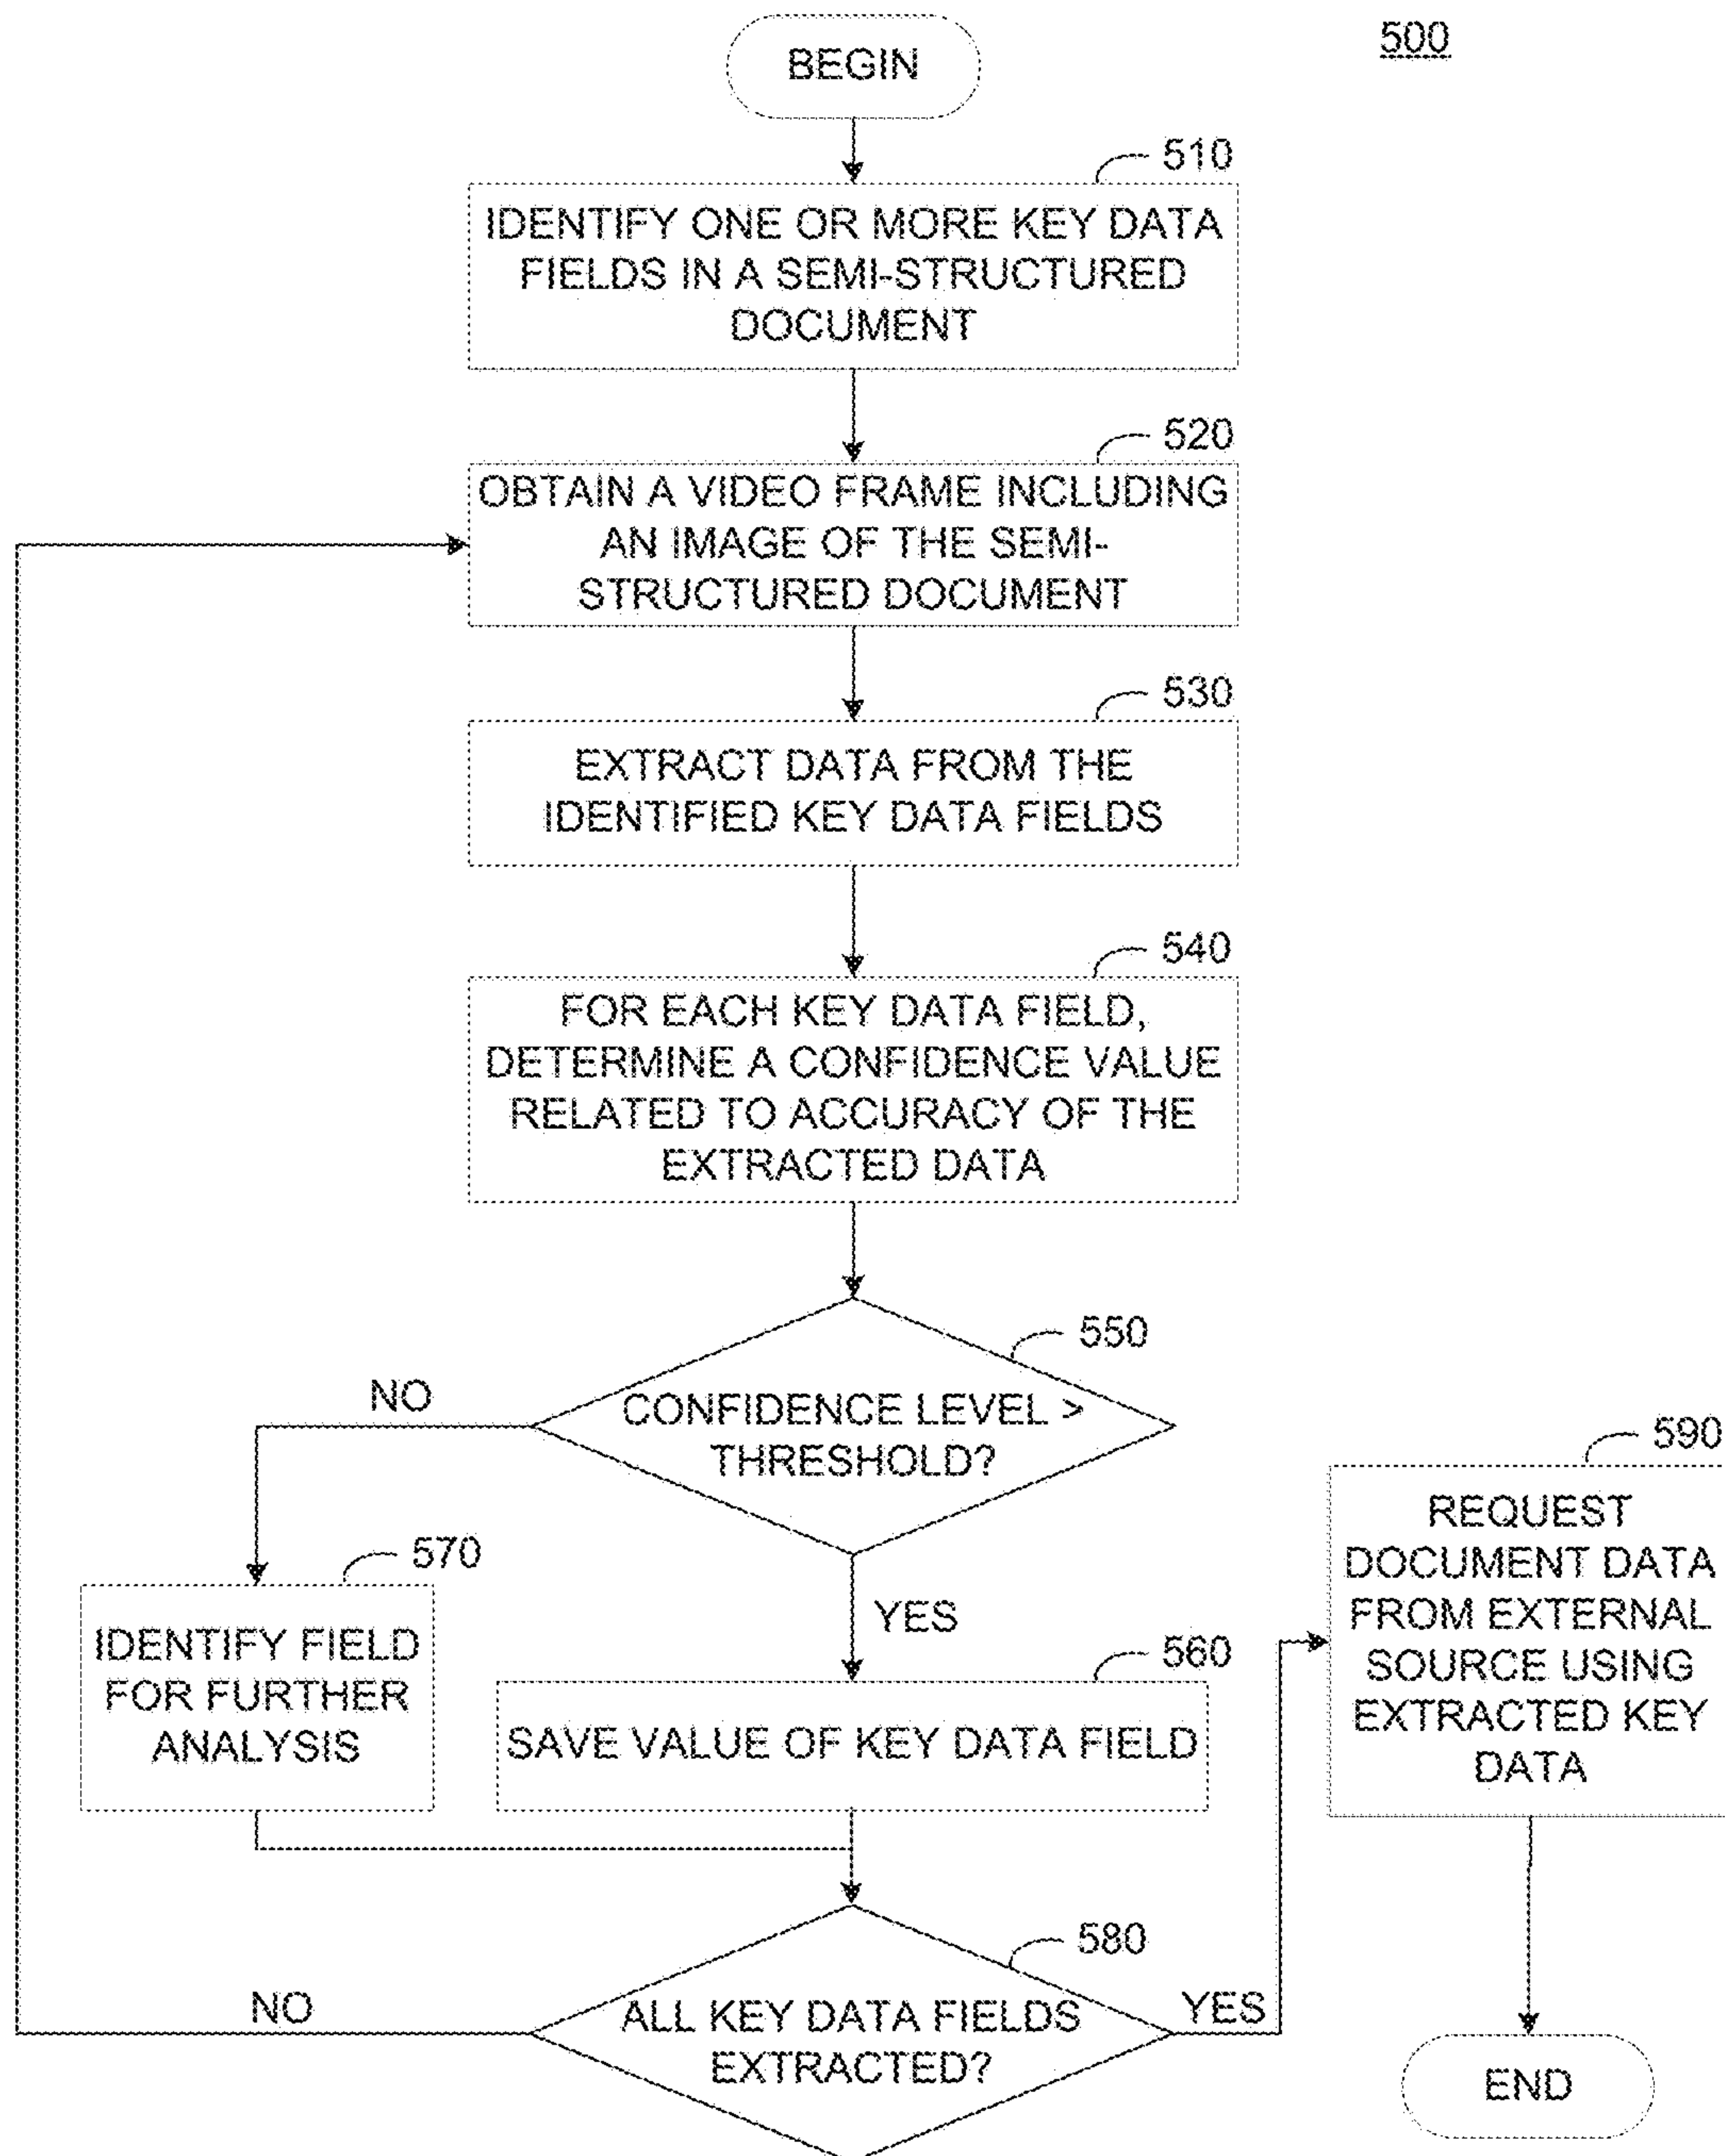 500
BEGIN
510
IDENTIFY ONE OR MORE KEY DATA
FIELDS IN A SEMI-STRUCTURED
DOCUMENT
520
OBTAIN A VIDEO FRAME INCLUDING
AN IMAGE OF THE SEMI-
STRUCTURED DOCUMENT
530
EXTRACT DATA FROM THE
IDENTIFIED KEY DATA FIELDS
540
FOR EACH KEY DATA FIELD,
DETERMINE A CONFIDENCE VALUE
RELATED TO ACCURACY OF THE
EXTRACTED DATA
550
CONFIDENCE LEVEL >
THRESHOLD?
NO
YES
570
IDENTIFY FIELD
FOR FURTHER
ANALYSIS
560
SAVE VALUE OF KEY DATA FIELD
580
ALL KEY DATA FIELDS
EXTRACTED?
NO
YES
590
REQUEST
DOCUMENT DATA
FROM EXTERNAL
SOURCE USING
EXTRACTED KEY
DATA
END